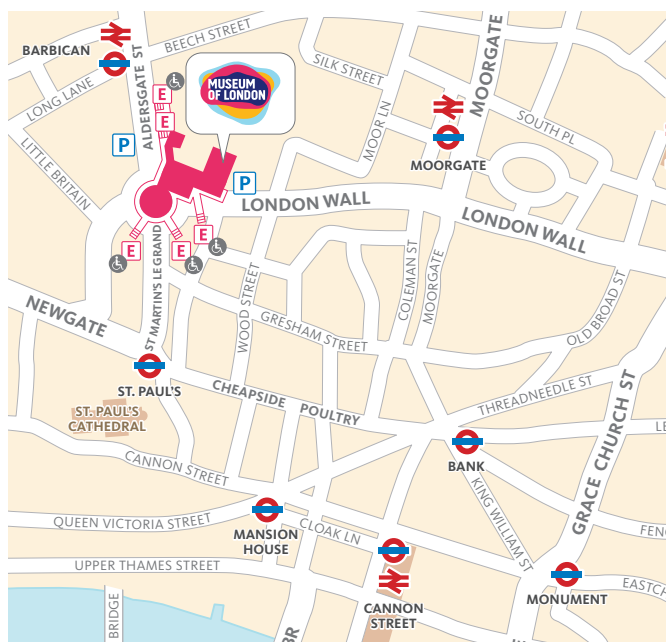 BARBICAN
ALDERSGATE ST
BEECH STREET
LONG LANE
LITTLE BRITAIN
E
E
P
MUSEUM
OF LONDON
P
SILK STREET
MOOR LN
MOORGATE
MOORGATE
SOUTH PL
LONDON WALL
LONDON WALL
E
E
E
NEWGATE
ST MARTIN'S LE GRAND
WOOD STREET
GRESHAM STREET
COLEMAN ST
MOORGATE
OLD BROAD ST
ST. PAUL'S
ST. PAUL'S
CATHEDRAL
CHEAPSIDE
POULTRY
THREADNEEDLE ST
GRACE CHURCH ST
BANK
CANNON STREET
QUEEN VICTORIA STREET
MANSION
HOUSE
CLOAK LN
KING WILLIAM ST
UPPER THAMES STREET
CANNON
STREET
MONUMENT
BRIDGE